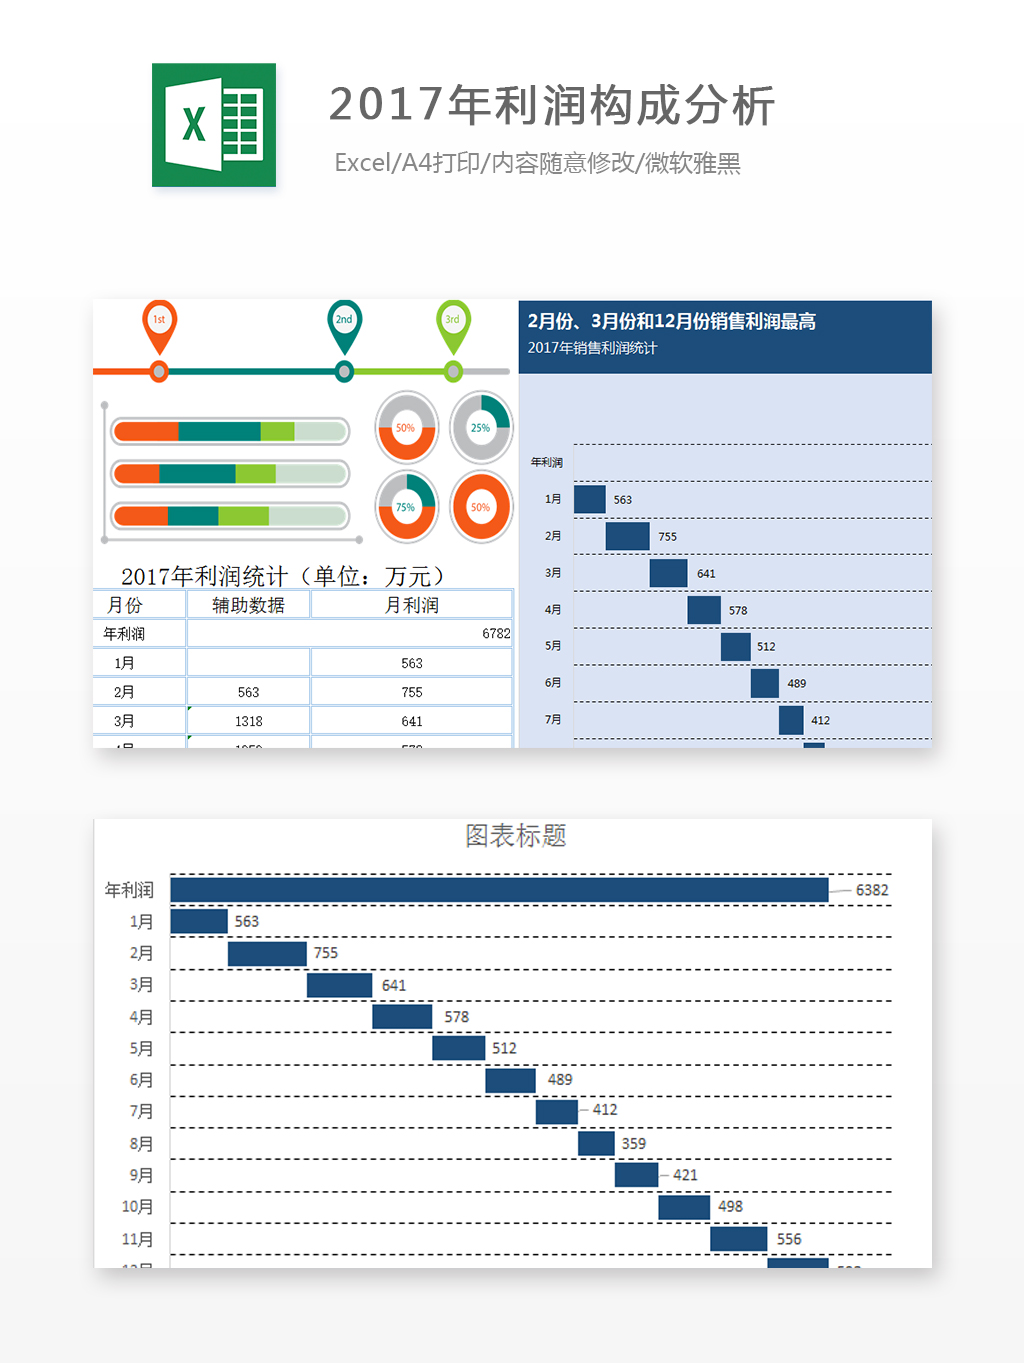 X
2017年利润构成分析
Excel/A4打印/内容随意修改/微软雅黑
1st
2nd
3rd
50%
25%
75%
50%
2017年利润统计（单位：万元）
月份 辅助数据 月利润
年利润 6782
1月 563
2月 563 755
3月 1318 641
2月份、3月份和12月份销售利润最高
2017年销售利润统计
年利润
1月 563
2月 755
3月 641
4月 578
5月 512
6月 489
7月 412
图表标题
年利润 6382
1月 563
2月 755
3月 641
4月 578
5月 512
6月 489
7月 412
8月 359
9月 421
10月 498
11月 556